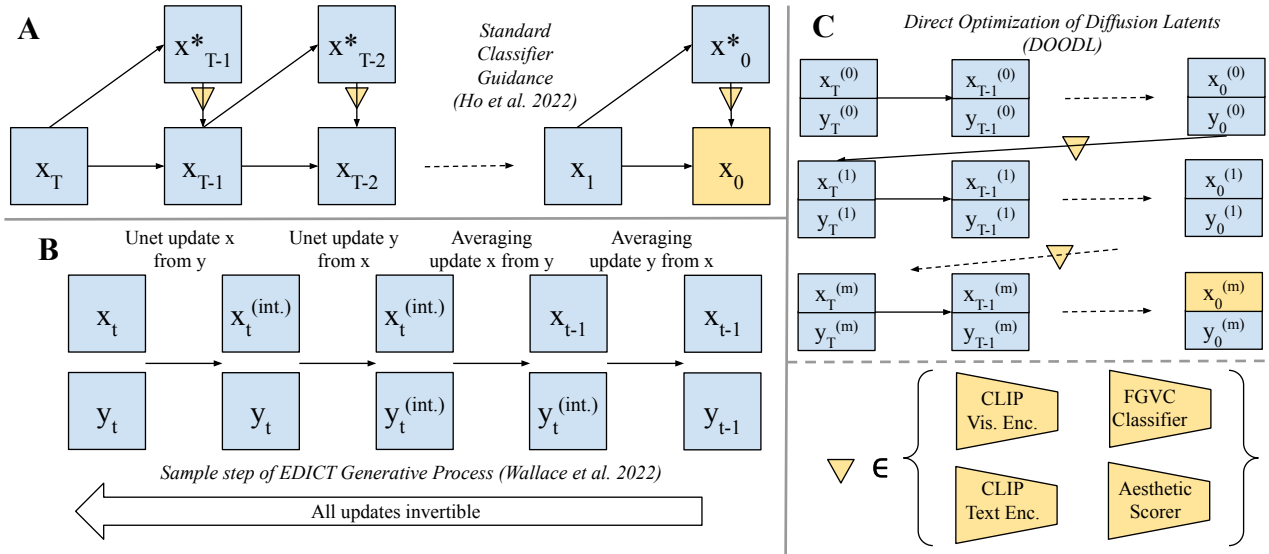 A
x*T-1
x*T-2
Standard
Classifier
Guidance
(Ho et al. 2022)
x*0
xT
xT-1
xT-2
x1
x0
B
Unet update x
from y
Unet update y
from x
Averaging
update x from y
Averaging
update y from x
xt
xt(int.)
xt(int.)
xt-1
xt-1
yt
yt
yt(int.)
yt(int.)
yt-1
Sample step of EDICT Generative Process (Wallace et al. 2022)
All updates invertible
C
Direct Optimization of Diffusion Latents
(DOODL)
xT(0)
xT-1(0)
x0(0)
yT(0)
yT-1(0)
y0(0)
xT(1)
xT-1(1)
x0(1)
yT(1)
yT-1(1)
y0(1)
xT(m)
xT-1(m)
x0(m)
yT(m)
yT-1(m)
y0(m)
∈
CLIP
Vis. Enc.
FGVC
Classifier
CLIP
Text Enc.
Aesthetic
Scorer